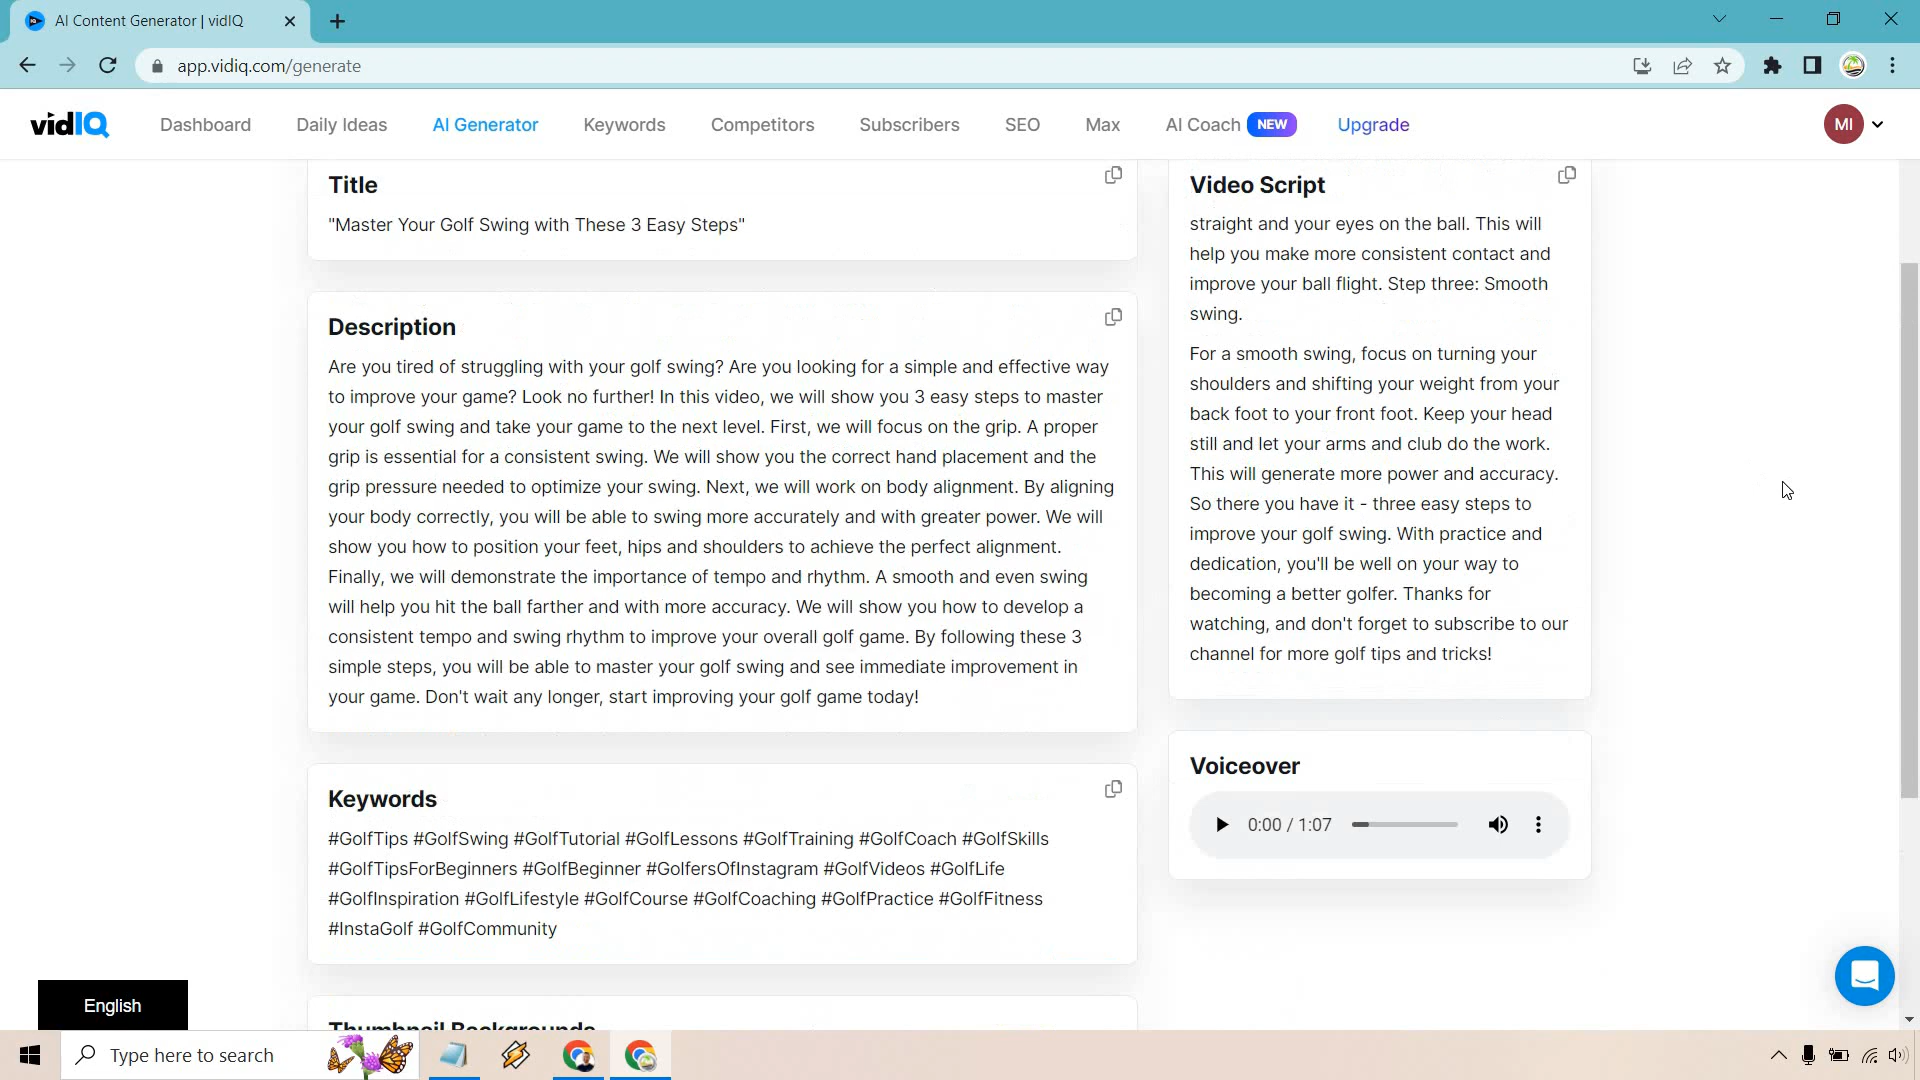 AI Content Generator | vidIQ
app.vidiq.com/generate
vidIQ
Dashboard
Daily Ideas
AI Generator
Keywords
Competitors
Subscribers
SEO
Max
AI Coach NEW
Upgrade
MI
Title
"Master Your Golf Swing with These 3 Easy Steps"
Description
Are you tired of struggling with your golf swing? Are you looking for a simple and effective way
to improve your game? Look no further! In this video, we will show you 3 easy steps to master
your golf swing and take your game to the next level. First, we will focus on the grip. A proper
grip is essential for a consistent swing. We will show you the correct hand placement and the
grip pressure needed to optimize your swing. Next, we will work on body alignment. By aligning
your body correctly, you will be able to swing more accurately and with greater power. We will
show you how to position your feet, hips and shoulders to achieve the perfect alignment.
Finally, we will demonstrate the importance of tempo and rhythm. A smooth and even swing
will help you hit the ball farther and with more accuracy. We will show you how to develop a
consistent tempo and swing rhythm to improve your overall golf game. By following these 3
simple steps, you will be able to master your golf swing and see immediate improvement in
your game. Don't wait any longer, start improving your golf game today!
Keywords
#GolfTips #GolfSwing #GolfTutorial #GolfLessons #GolfTraining #GolfCoach #GolfSkills
#GolfTipsForBeginners #GolfBeginner #GolfersOfInstagram #GolfVideos #GolfLife
#GolfInspiration #GolfLifestyle #GolfCourse #GolfCoaching #GolfPractice #GolfFitness
#InstaGolf #GolfCommunity
Thumbnail Backgrounds
Video Script
straight and your eyes on the ball. This will
help you make more consistent contact and
improve your ball flight. Step three: Smooth
swing.
For a smooth swing, focus on turning your
shoulders and shifting your weight from your
back foot to your front foot. Keep your head
still and let your arms and club do the work.
This will generate more power and accuracy.
So there you have it - three easy steps to
improve your golf swing. With practice and
dedication, you'll be well on your way to
becoming a better golfer. Thanks for
watching, and don't forget to subscribe to our
channel for more golf tips and tricks!
Voiceover
0:00 / 1:07
English
Type here to search